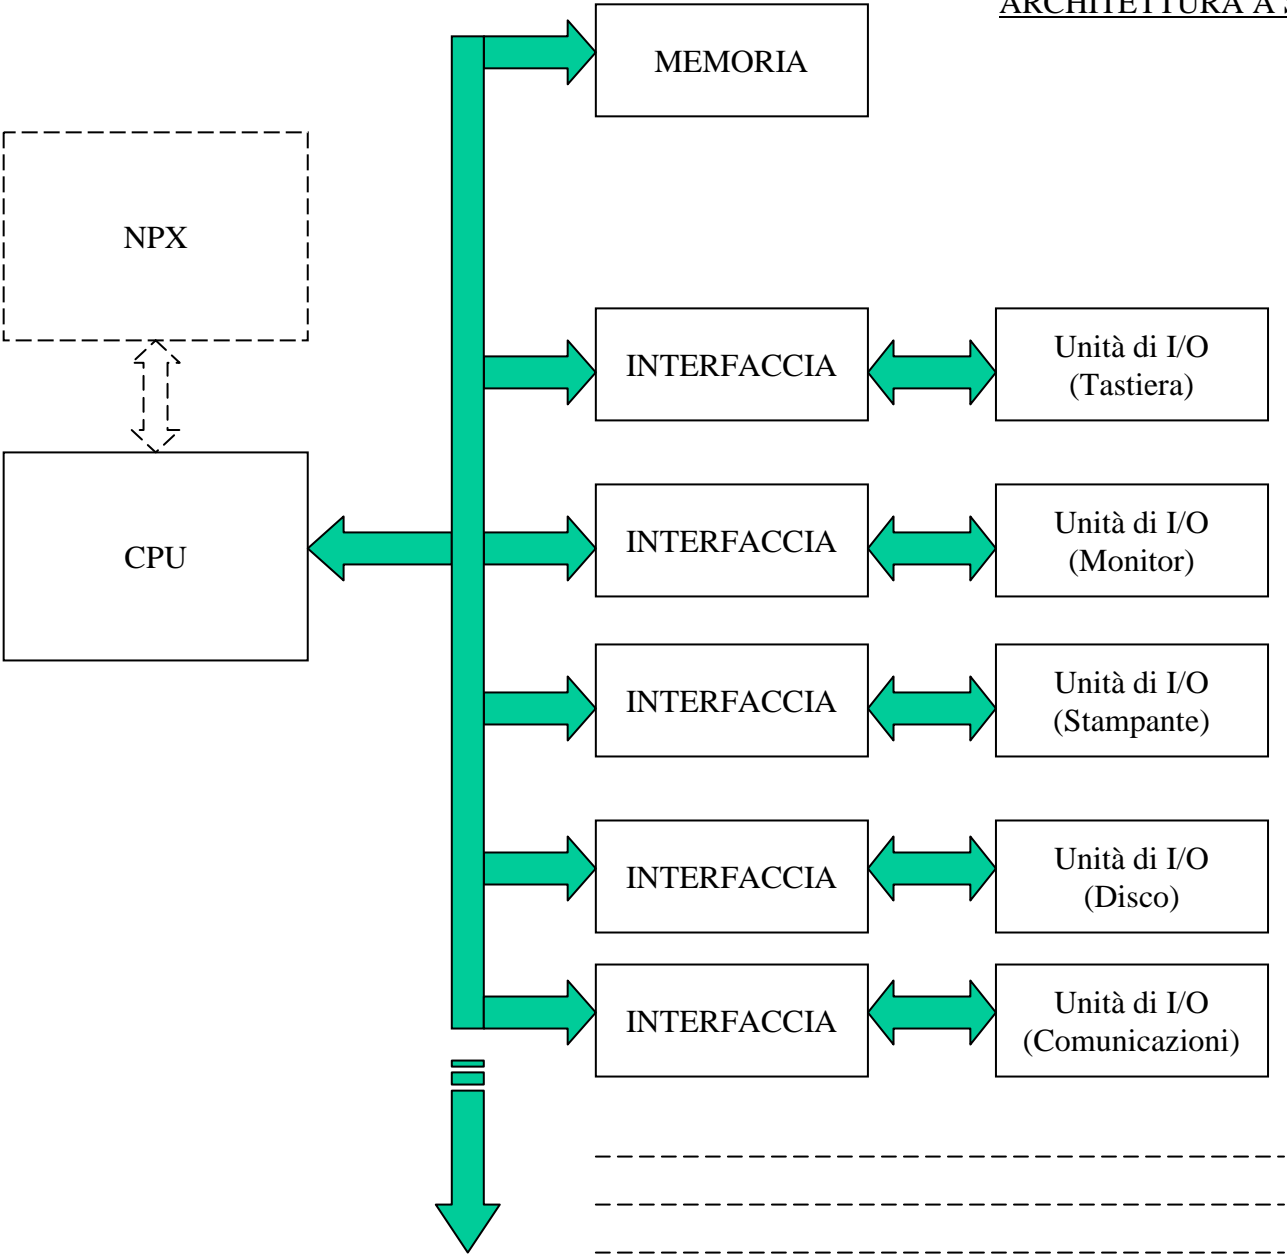 ARCHITETTURA A
MEMORIA
NPX
INTERFACCIA
Unità di I/O
(Tastiera)
CPU
INTERFACCIA
Unità di I/O
(Monitor)
INTERFACCIA
Unità di I/O
(Stampante)
INTERFACCIA
Unità di I/O
(Disco)
INTERFACCIA
Unità di I/O
(Comunicazioni)